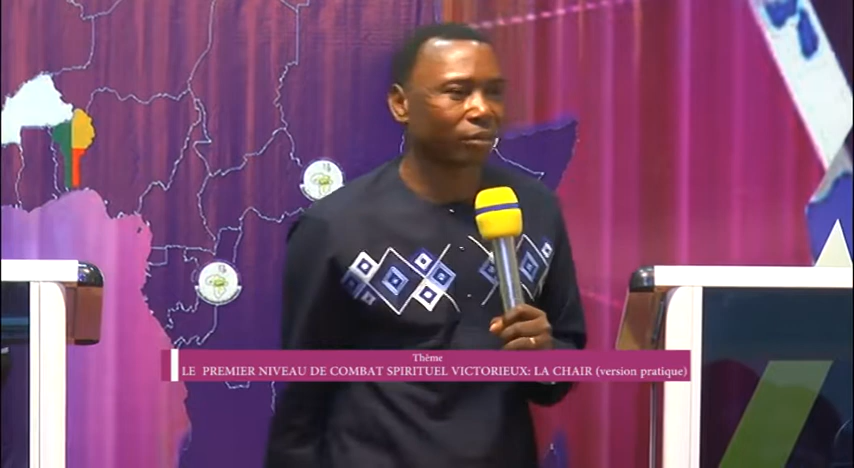 Thème
LE PREMIER NIVEAU DE COMBAT SPIRITUEL VICTORIEUX: LA CHAIR (version pratique)